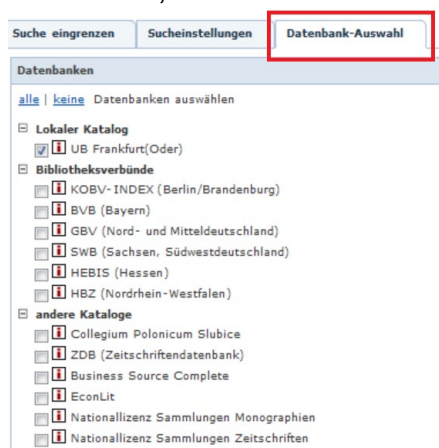 Suche eingrenzen Sucheinstellungen Datenbank-Auswahl
Datenbanken
alle | keine Datenbanken auswählen
Lokaler Katalog
UB Frankfurt(Oder)
Bibliotheksverbünde
KOBV-INDEX (Berlin/Brandenburg)
BVB (Bayern)
GBV (Nord- und Mitteldeutschland)
SWB (Sachsen, Südwestdeutschland)
HEBIS (Hessen)
HBZ (Nordrhein-Westfalen)
andere Kataloge
Collegium Polonicum Slubice
ZDB (Zeitschriftendatenbank)
Business Source Complete
EconLit
Nationallizenz Sammlungen Monographien
Nationallizenz Sammlungen Zeitschriften